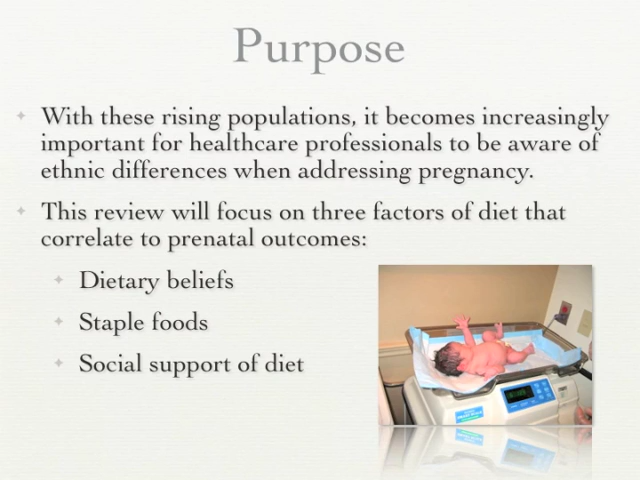 Purpose
With these rising populations, it becomes increasingly
important for healthcare professionals to be aware of
ethnic differences when addressing pregnancy.
This review will focus on three factors of diet that
correlate to prenatal outcomes:
Dietary beliefs
Staple foods
Social support of diet